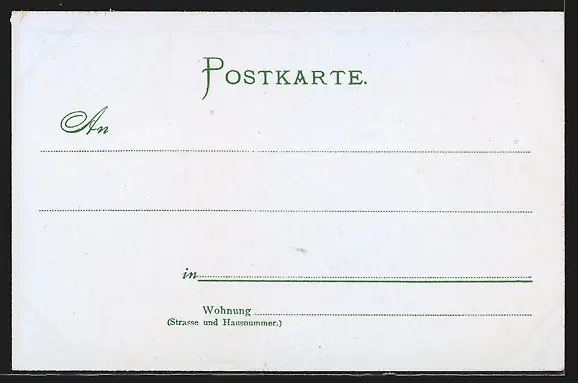 POSTKARTE.
An
in
Wohnung
(Strasse und Hausnummer.)